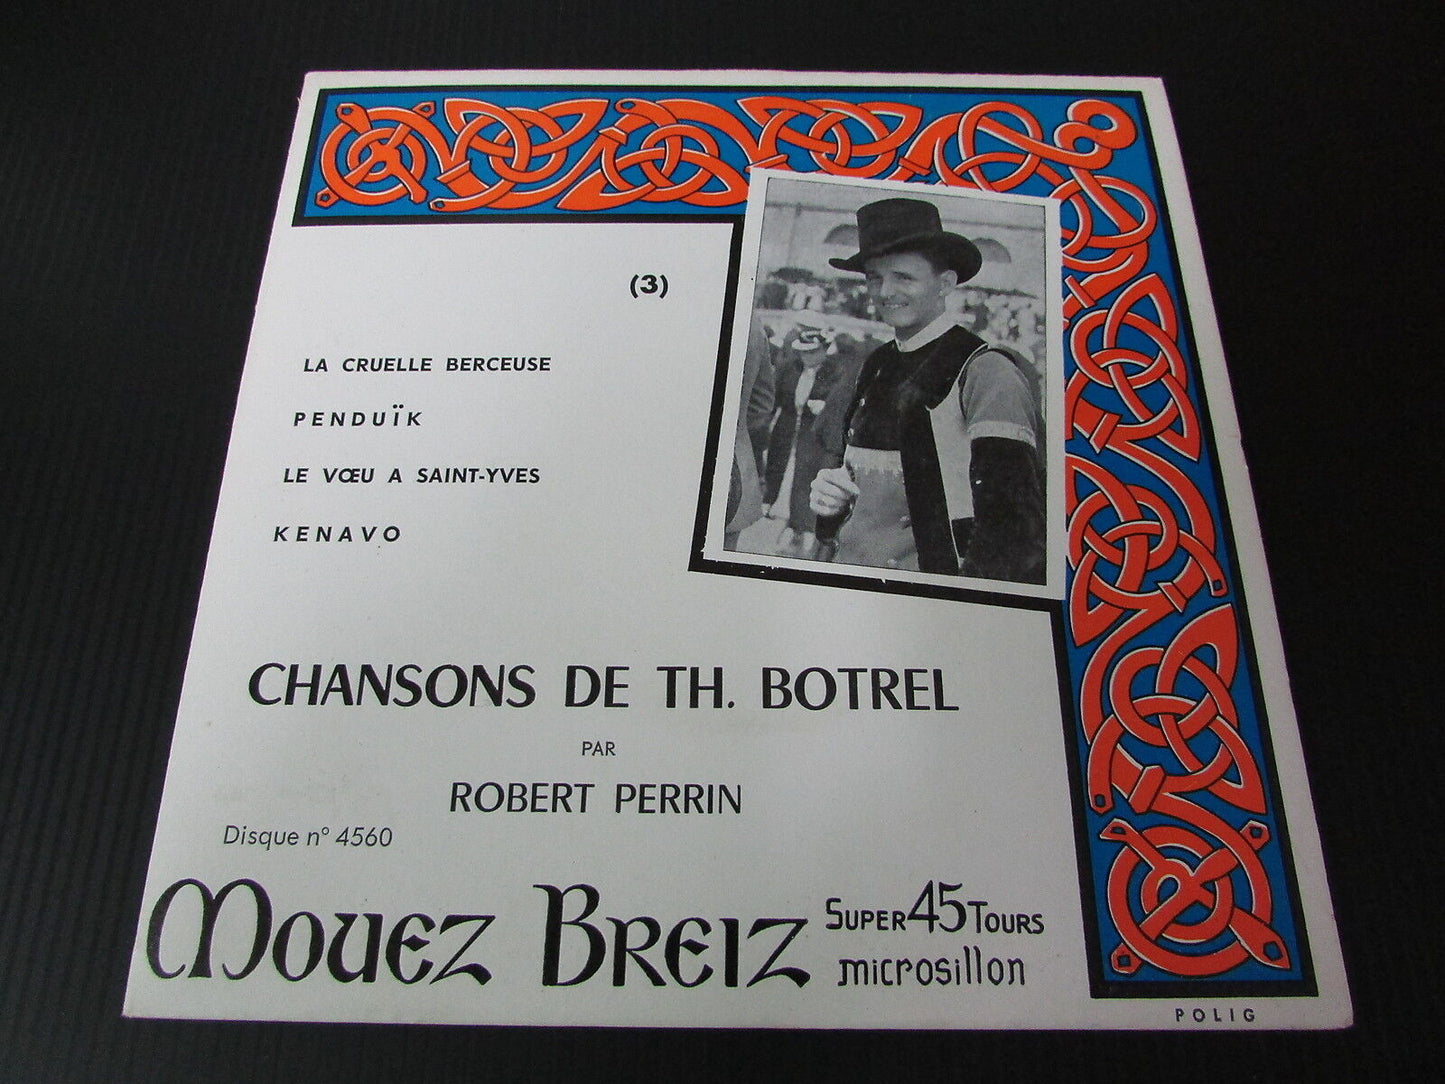 (3)
LA CRUELLE BERCEUSE
PENDUÏK
LE VŒU A SAINT-YVES
KENAVO
CHANSONS DE TH. BOTREL
PAR
ROBERT PERRIN
Disque n° 4560
MOUEZ BREIZ
SUPER 45 TOURS
microsillon
POLIG